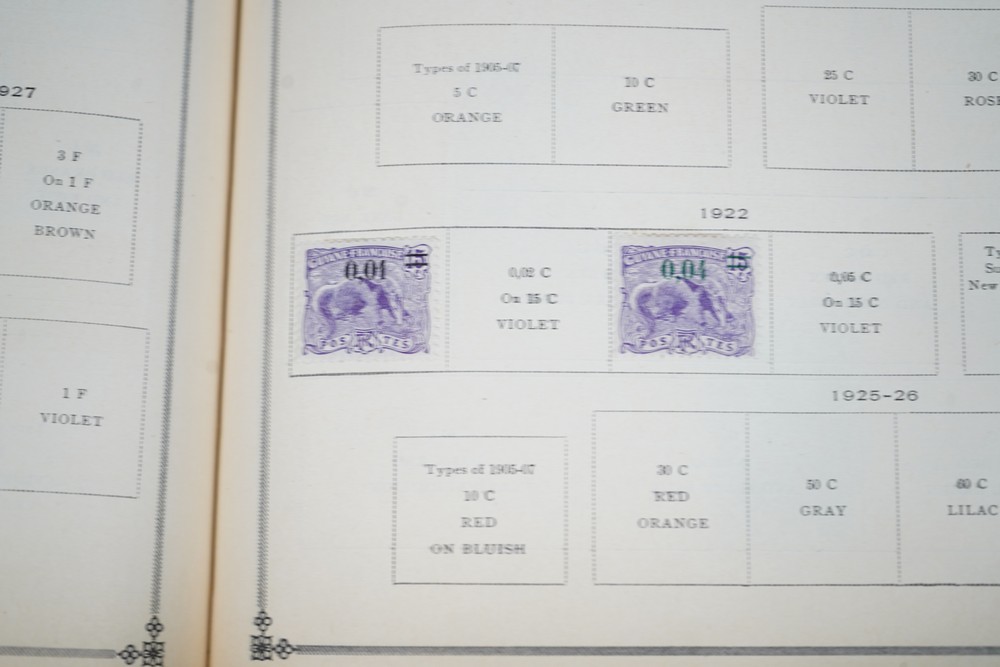 927
3 F
On 1 F
ORANGE
BROWN
1 F
VIOLET
Types of 1905-07
5 C
ORANGE
10 C
GREEN
25 C
VIOLET
30 C
ROSE
1922
GUYANE FRANÇAISE
0,01
15
POSTES
0,02 C
On 15 C
VIOLET
GUYANE FRANÇAISE
0,04
15
POSTES
0,05 C
On 15 C
VIOLET
Ty
New
1925-26
Types of 1905-07
10 C
RED
ON BLUISH
30 C
RED
ORANGE
50 C
GRAY
60 C
LILAC